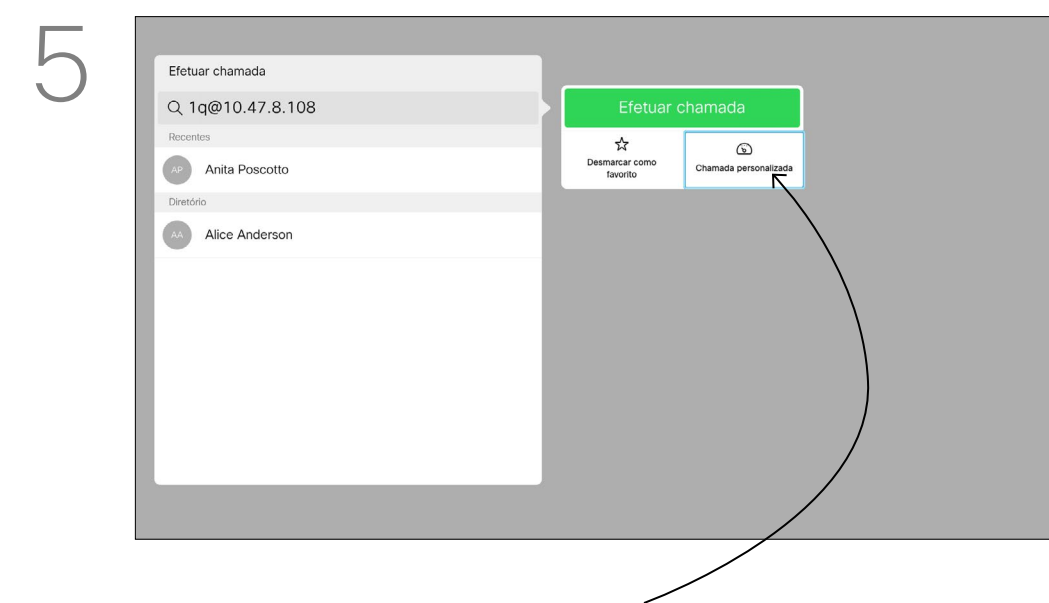 5
Efetuar chamada
1q@10.47.8.108
Recentes
AP Anita Poscotto
Diretório
AA Alice Anderson
Efetuar chamada
Desmarcar como
favorito
Chamada personalizada